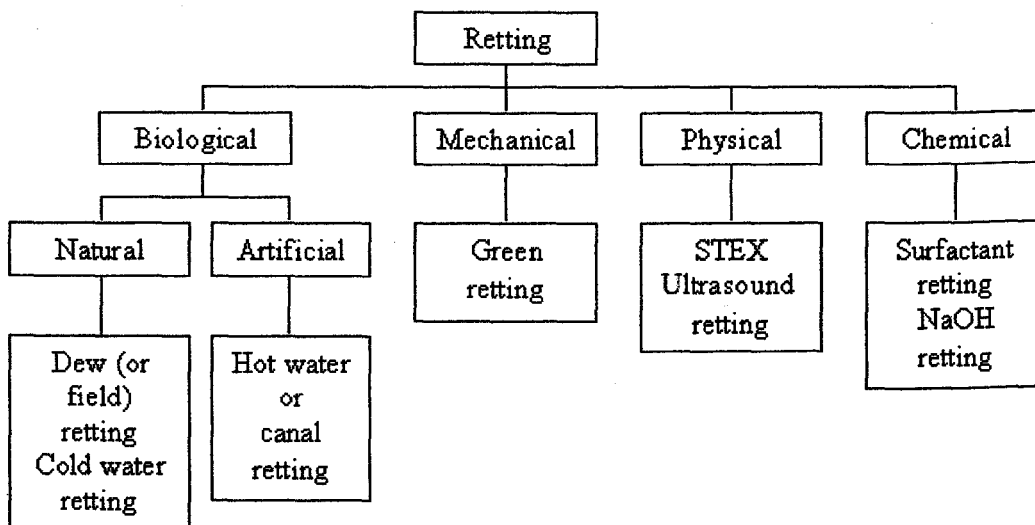 Retting
Biological
Mechanical
Physical
Chemical
Natural
Artificial
Green
retting
STEX
Ultrasound
retting
Surfactant
retting
NaOH
retting
Dew (or
field)
retting
Cold water
retting
Hot water
or
canal
retting